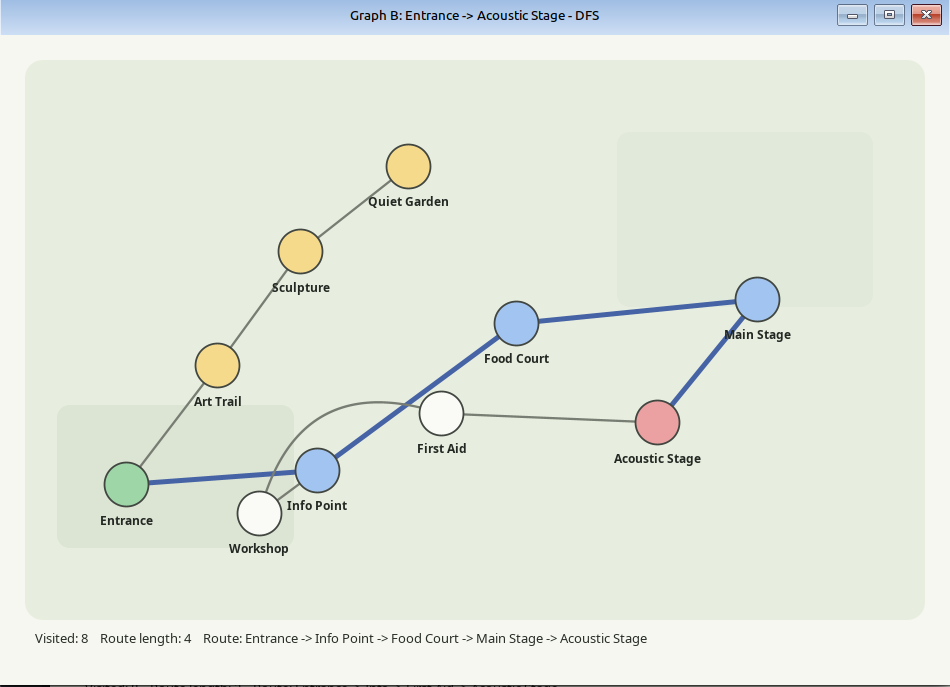 Graph B: Entrance -> Acoustic Stage - DFS
Quiet Garden
Sculpture
Main Stage
Food Court
Art Trail
First Aid
Acoustic Stage
Info Point
Entrance
Workshop
Visited: 8 Route length: 4 Route: Entrance -> Info Point -> Food Court -> Main Stage -> Acoustic Stage